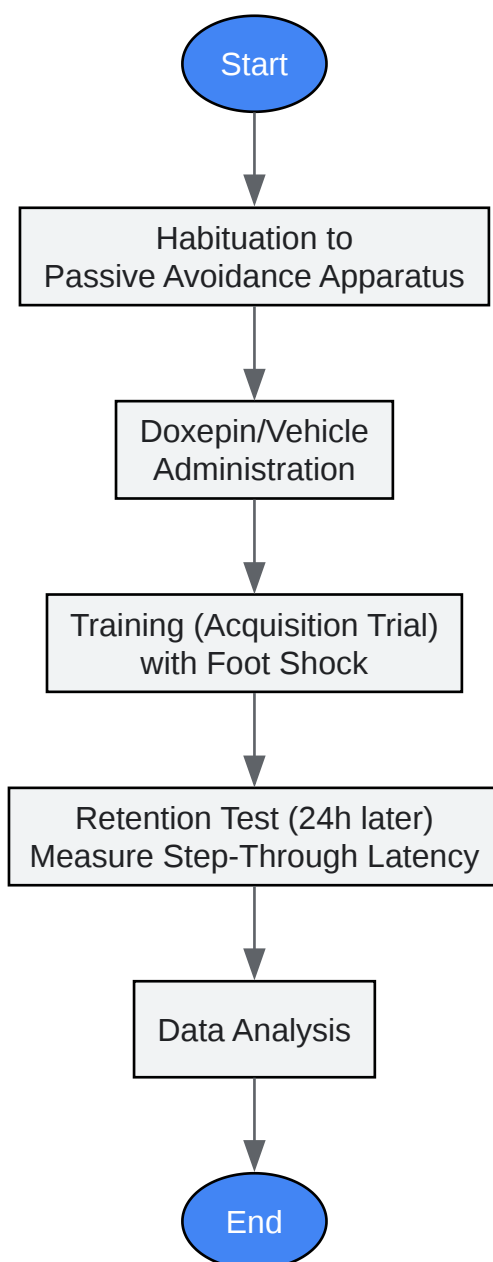 Start
Habituation to
Passive Avoidance Apparatus
Doxepin/Vehicle
Administration
Training (Acquisition Trial)
with Foot Shock
Retention Test (24h later)
Measure Step-Through Latency
Data Analysis
End